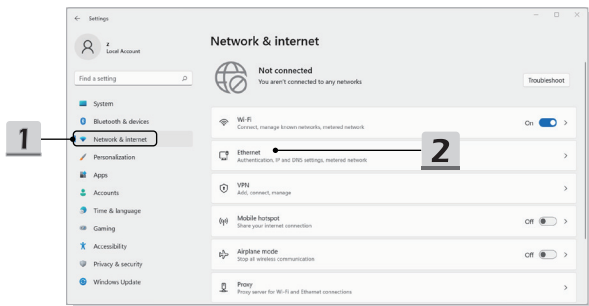 Settings
z
Local Account
Find a setting
System
Bluetooth & devices
Network & internet
Personalization
Apps
Accounts
Time & language
Gaming
Accessibility
Privacy & security
Windows Update
1
Network & internet
Not connected
You aren't connected to any networks
Troubleshoot
Wi-Fi
Connect, manage known networks, metered network
On
Ethernet
Authentication, IP and DNS settings, metered network
2
VPN
Add, connect, manage
Mobile hotspot
Share your internet connection
Off
Airplane mode
Stop all wireless communication
Off
Proxy
Proxy server for Wi-Fi and Ethernet connections